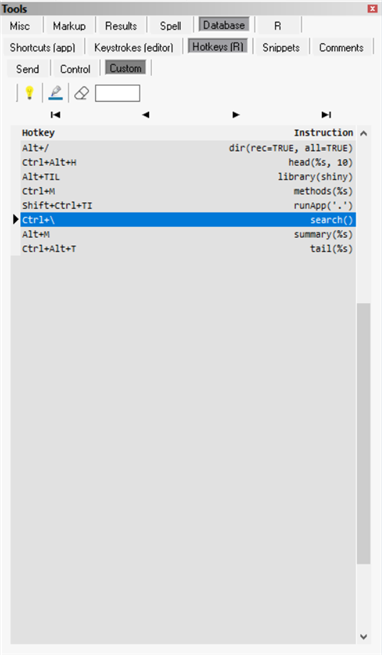 Tools
Misc Markup Results Spell Database R
Shortcuts (app) Keystrokes (editor) Hotkeys (R) Snippets Comments
Send Control Custom
Hotkey Instruction
Alt+/ dir(rec=TRUE, all=TRUE)
Ctrl+Alt+H head(%s, 10)
Alt+TIL library(shiny)
Ctrl+M methods(%s)
Shift+Ctrl+TI runApp('.')
Ctrl+\ search()
Alt+M summary(%s)
Ctrl+Alt+T tail(%s)